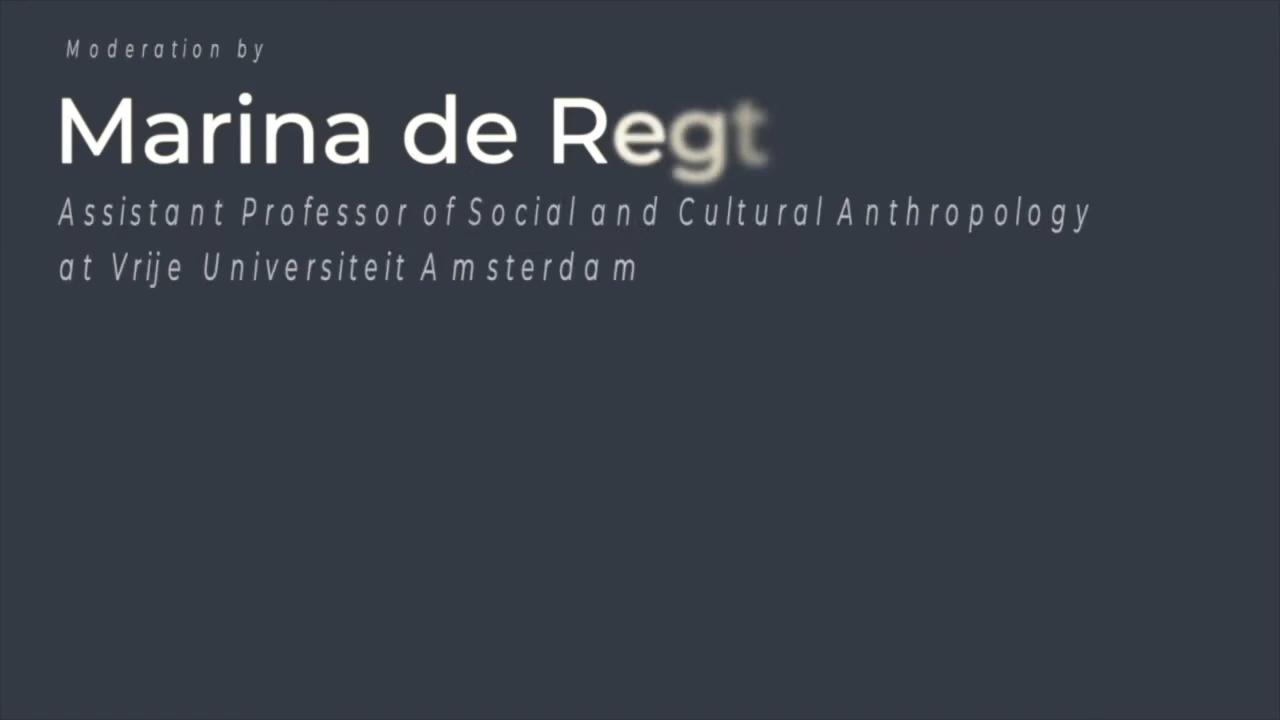 Moderation by
Marina de Regt
Assistant Professor of Social and Cultural Anthropology
at Vrije Universiteit Amsterdam